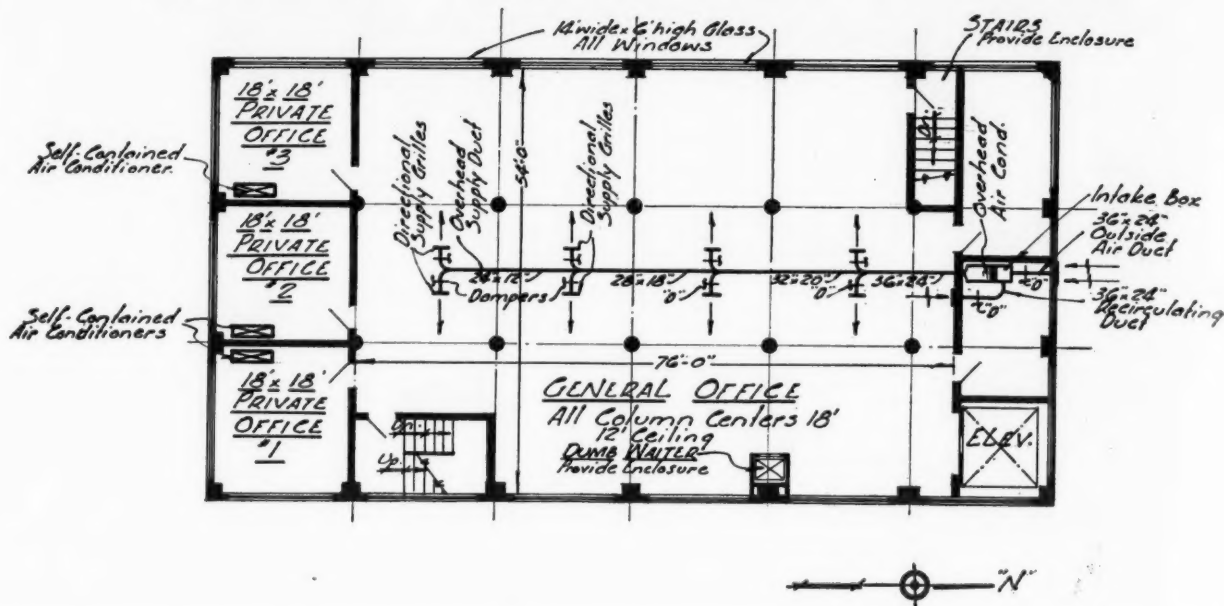 14'wide x 6'high Glass
All Windows
STAIRS
Provide Enclosure
18'x 18'
PRIVATE
OFFICE
#3
Self-Contained
Air Conditioner.
Directional
Supply Grilles
Overhead
Supply Duct
54'-0"
Directional
Supply Grilles
Dn.
Overhead
Air Cond.
Intake Box
36"x 24"
Outside
Air Duct
18'x 18'
PRIVATE
OFFICE
#2
24"x 12"
Dampers
28"x 18"
"D"
32"x 20"
"D"
36"x 24"
"D"
"D"
36"x 24"
Recirculating
Duct
Self-Contained
Air Conditioners
76'-0"
18'x 18'
PRIVATE
OFFICE
#1
GENERAL OFFICE
All Column Centers 18'
12' Ceiling
DUMB WAITER
Provide Enclosure
Dn.
Up.
ELEV.
"N"